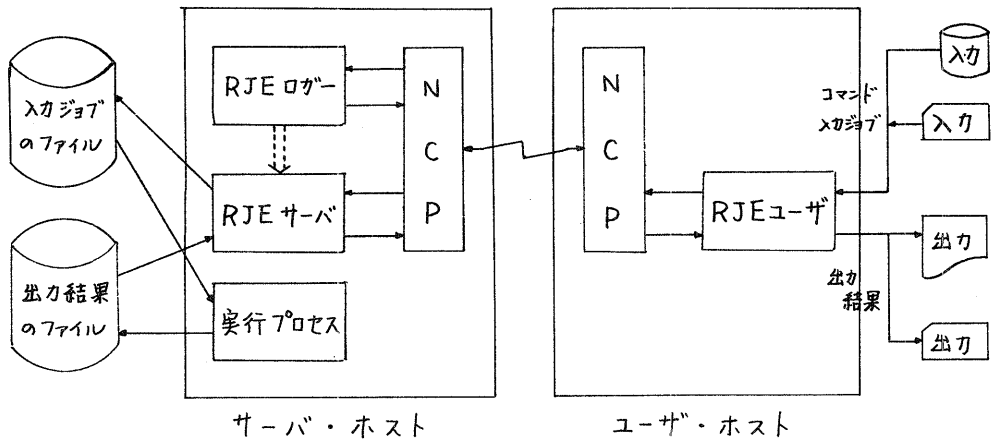 入力ジョブ
のファイル
出力結果
のファイル
RJEロガー
RJEサーバ
実行プロセス
N
C
P
サーバ・ホスト
N
C
P
RJEユーザ
ユーザ・ホスト
コマンド
入力ジョブ
出力
結果
入力
入力
出力
出力